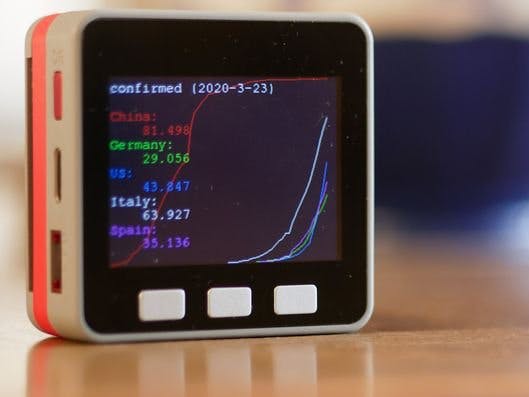 confirmed (2020-3-23)
China:
81.498
Germany:
29.056
US:
43.847
Italy:
63.927
Spain:
35.136